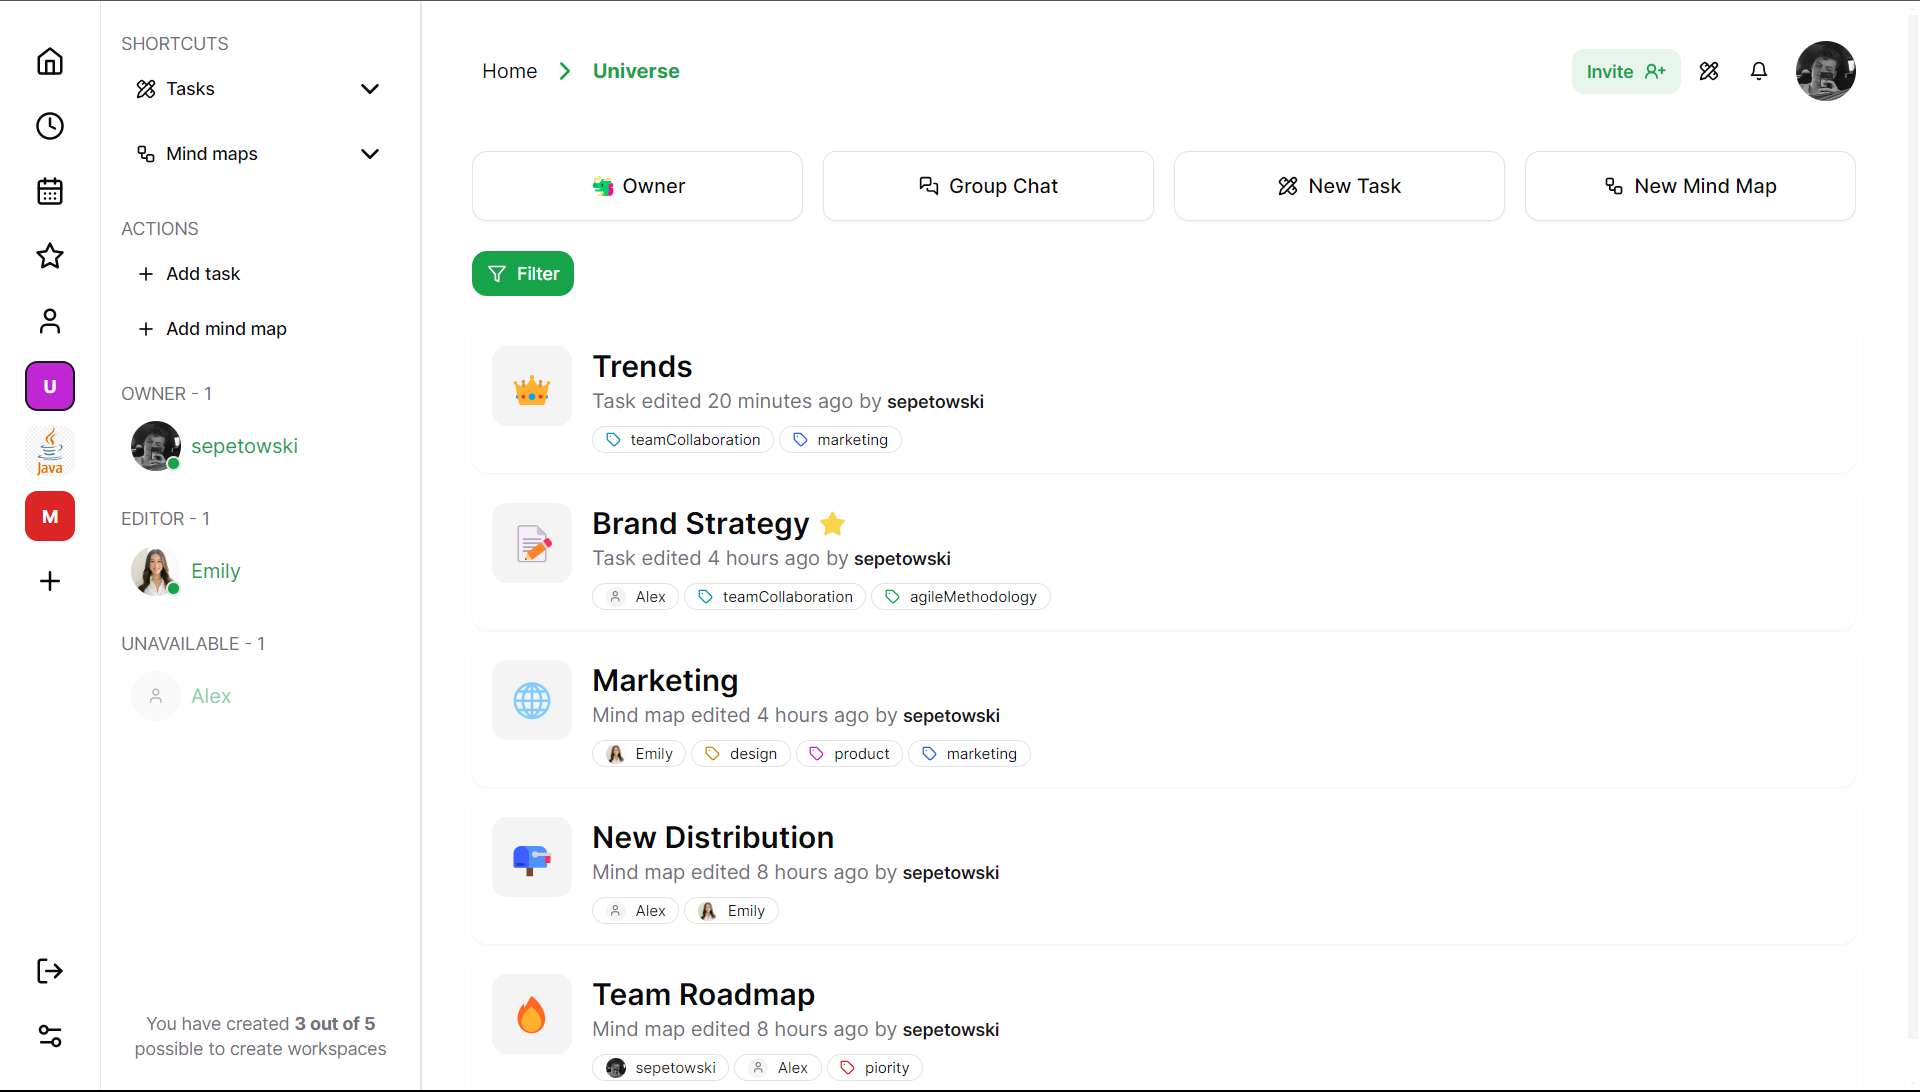 SHORTCUTS
Tasks
Mind maps
ACTIONS
Add task
Add mind map
OWNER - 1
sepetowski
EDITOR - 1
Emily
UNAVAILABLE - 1
Alex
You have created 3 out of 5
possible to create workspaces
U
Java
M
Home
Universe
Invite
Owner
Group Chat
New Task
New Mind Map
Filter
Trends
Task edited 20 minutes ago by sepetowski
teamCollaboration marketing
Brand Strategy
Task edited 4 hours ago by sepetowski
Alex teamCollaboration agileMethodology
Marketing
Mind map edited 4 hours ago by sepetowski
Emily design product marketing
New Distribution
Mind map edited 8 hours ago by sepetowski
Alex Emily
Team Roadmap
Mind map edited 8 hours ago by sepetowski
sepetowski Alex piority